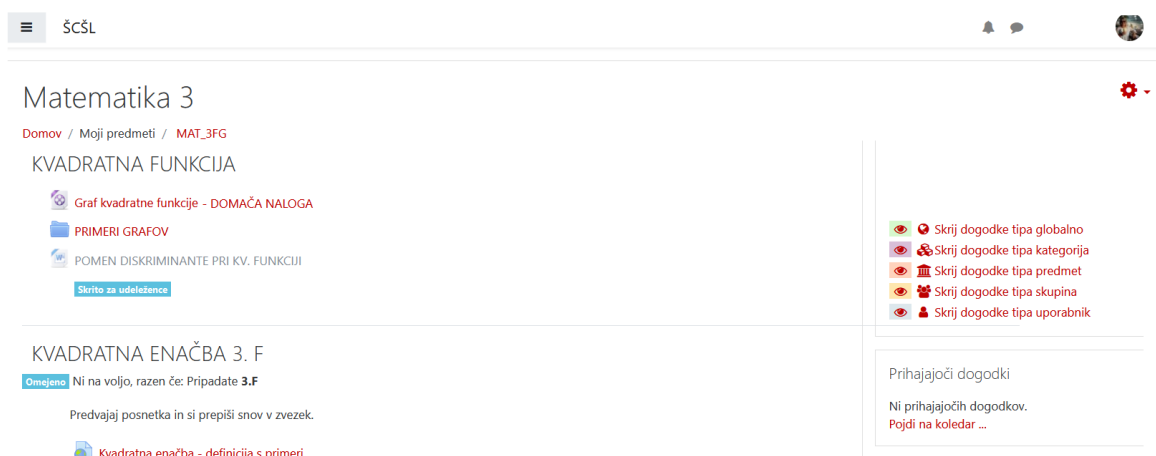 ŠCŠL
Matematika 3
Domov / Moji predmeti / MAT_3FG
KVADRATNA FUNKCIJA
Graf kvadratne funkcije - DOMAČA NALOGA
PRIMERI GRAFOV
POMEN DISKRIMINANTE PRI KV. FUNKCIJI
Skrito za udeležence
KVADRATNA ENAČBA 3. F
Omejeno Ni na voljo, razen če: Pripadate 3.F
Predvajaj posnetka in si prepiši snov v zvezek.
Kvadratna enačba - definicija s primeri
Skrij dogodke tipa globalno
Skrij dogodke tipa kategorija
Skrij dogodke tipa predmet
Skrij dogodke tipa skupina
Skrij dogodke tipa uporabnik
Prihajajoči dogodki
Ni prihajajočih dogodkov.
Pojdi na koledar ...